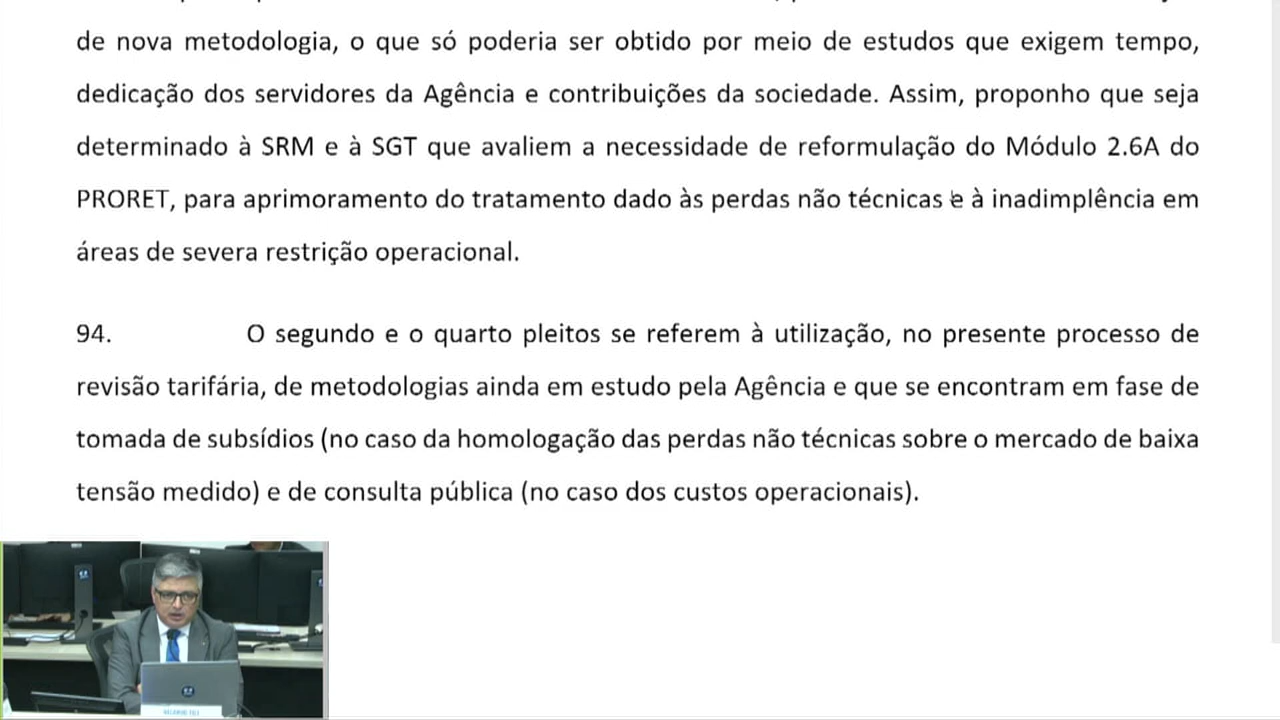 de nova metodologia, o que só poderia ser obtido por meio de estudos que exigem tempo,
dedicação dos servidores da Agência e contribuições da sociedade. Assim, proponho que seja
determinado à SRM e à SGT que avaliem a necessidade de reformulação do Módulo 2.6A do
PRORET, para aprimoramento do tratamento dado às perdas não técnicas e à inadimplência em
áreas de severa restrição operacional.
94. O segundo e o quarto pleitos se referem à utilização, no presente processo de
revisão tarifária, de metodologias ainda em estudo pela Agência e que se encontram em fase de
tomada de subsídios (no caso da homologação das perdas não técnicas sobre o mercado de baixa
tensão medido) e de consulta pública (no caso dos custos operacionais).